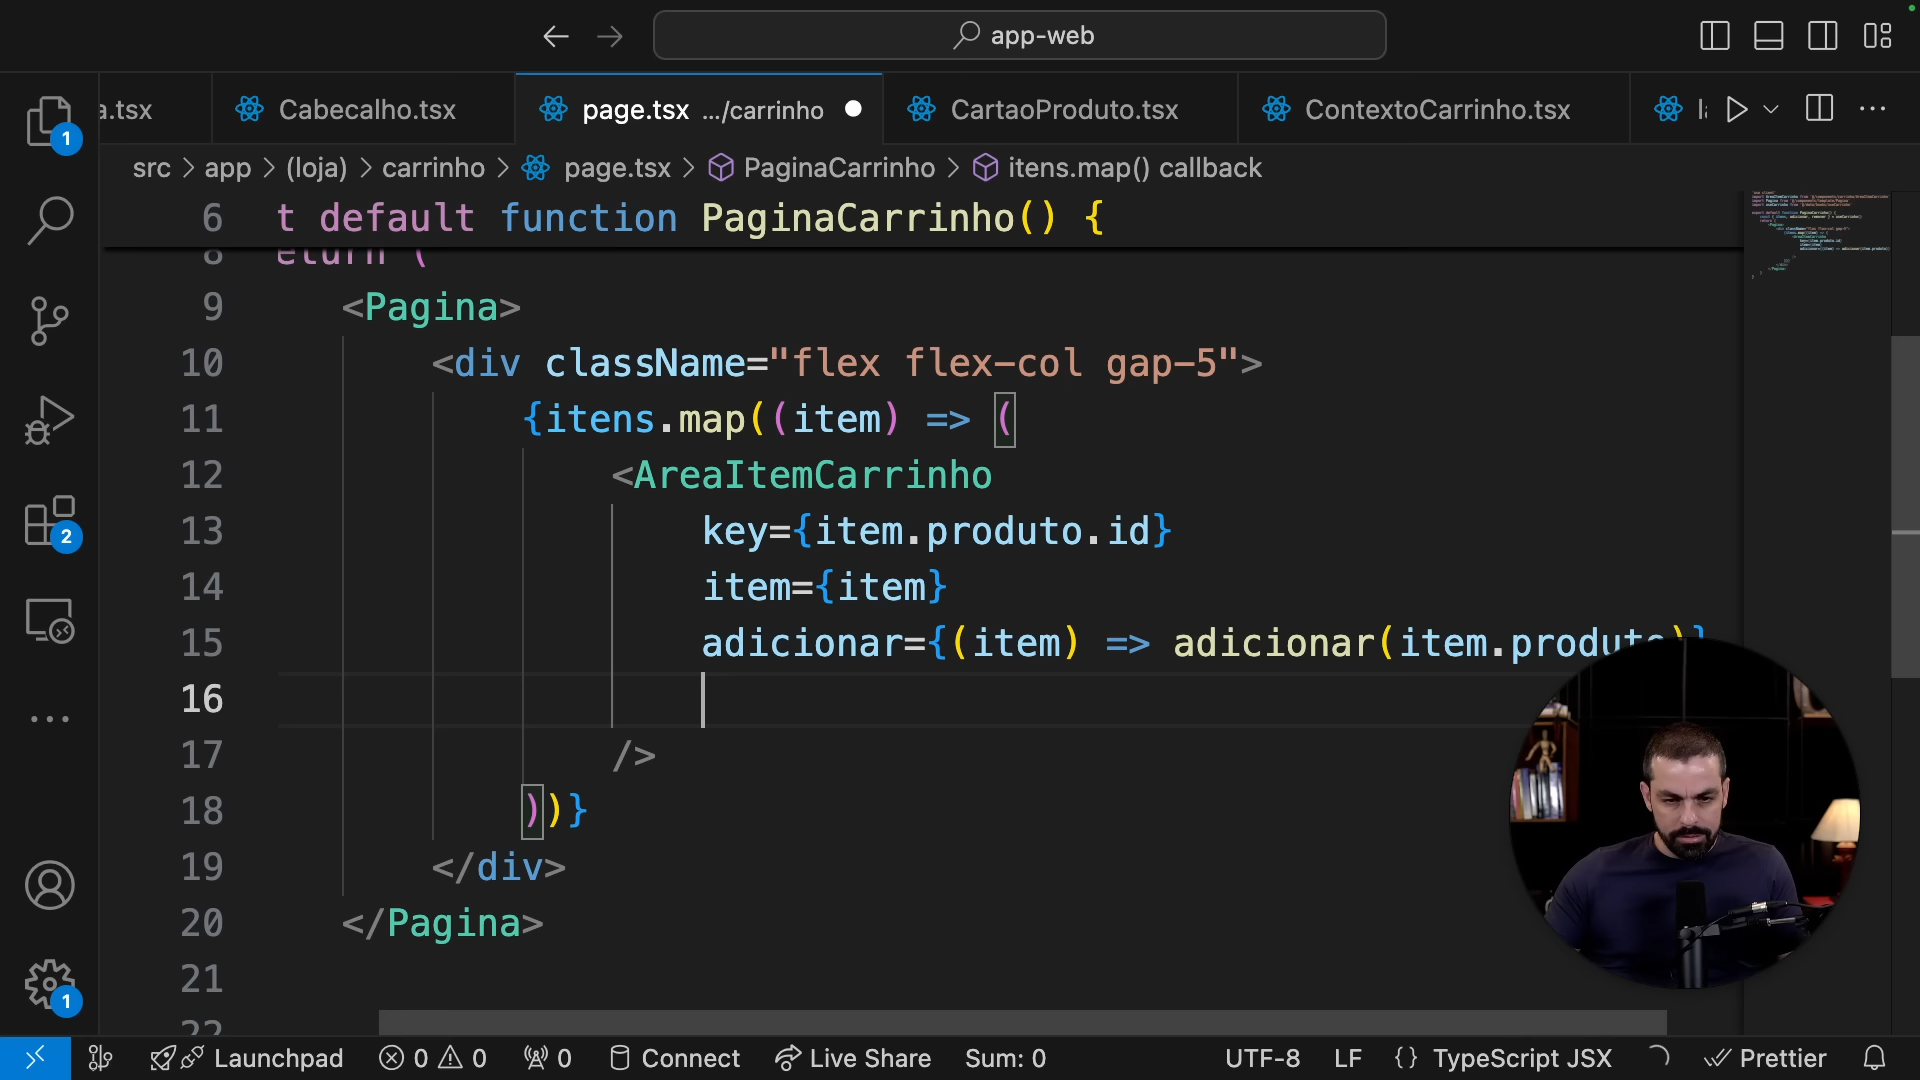 app-web
a.tsx
Cabecalho.tsx
page.tsx .../carrinho
CartaoProduto.tsx
ContextoCarrinho.tsx
src > app > (loja) > carrinho > page.tsx > PaginaCarrinho > itens.map() callback
6 t default function PaginaCarrinho() {
8 eturn (
9 <Pagina>
10 <div className="flex flex-col gap-5">
11 {itens.map((item) => (
12 <AreaItemCarrinho
13 key={item.produto.id}
14 item={item}
15 adicionar={(item) => adicionar(item.produto)}
16
17 />
18 ))}
19 </div>
20 </Pagina>
21
22
1
2
1
Launchpad 0 0 0 Connect Live Share Sum: 0 UTF-8 LF {} TypeScript JSX Prettier